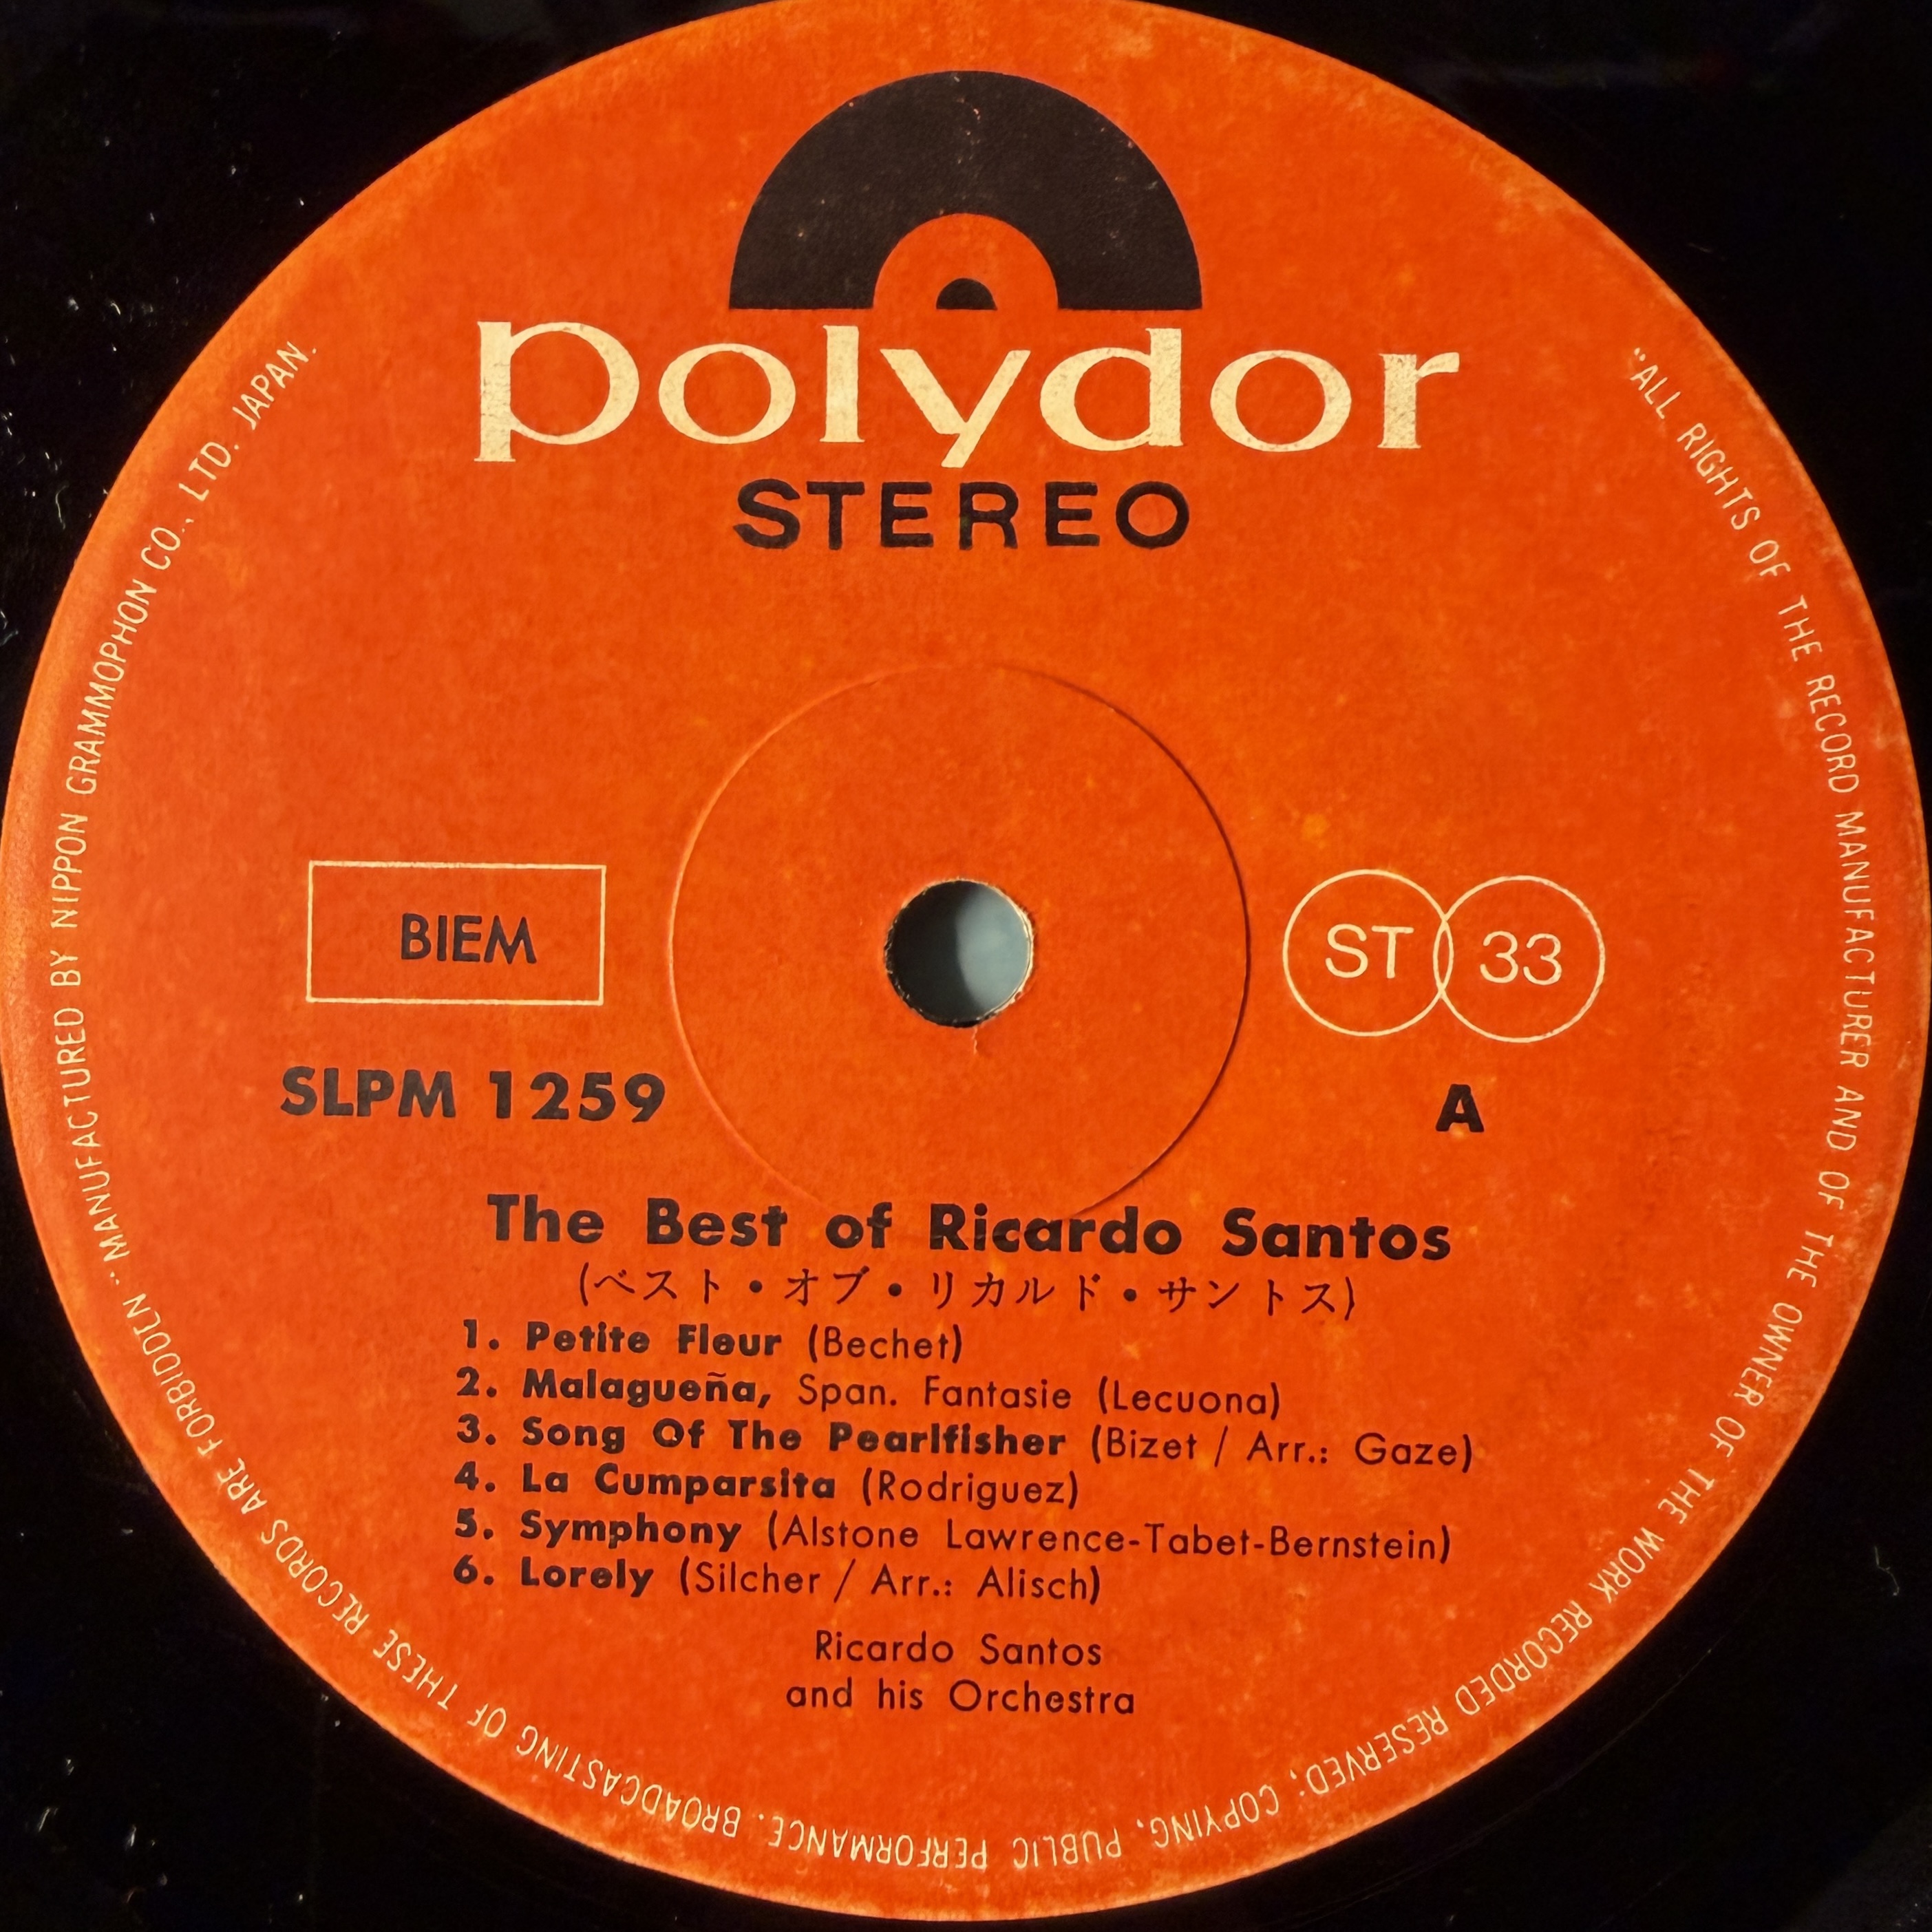 polydor
STEREO
BIEM
ST 33
SLPM 1259
A
The Best of Ricardo Santos
(ベスト・オブ・リカルド・サントス)
1. Petite Fleur (Bechet)
2. Malagueña, Span. Fantasie (Lecuona)
3. Song Of The Pearlfisher (Bizet / Arr.: Gaze)
4. La Cumparsita (Rodriguez)
5. Symphony (Alstone Lawrence-Tabet-Bernstein)
6. Lorely (Silcher / Arr.: Alisch)
Ricardo Santos
and his Orchestra
"ALL RIGHTS OF THE RECORD MANUFACTURER AND OF THE OWNER OF THE WORK RECORDED RESERVED; COPYING, PUBLIC PERFORMANCE, BROADCASTING OF THESE RECORDS ARE FORBIDDEN" MANUFACTURED BY NIPPON GRAMMOPHON CO., LTD. JAPAN.